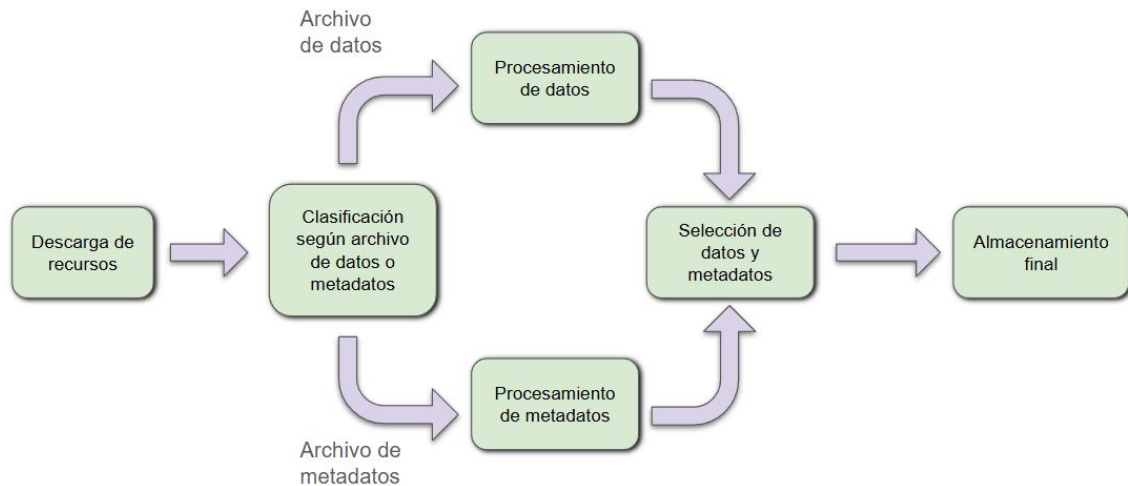 Archivo
de datos
Procesamiento
de datos
Descarga de
recursos
Clasificación
según archivo
de datos o
metadatos
Selección de
datos y
metadatos
Almacenamiento
final
Procesamiento
de metadatos
Archivo de
metadatos